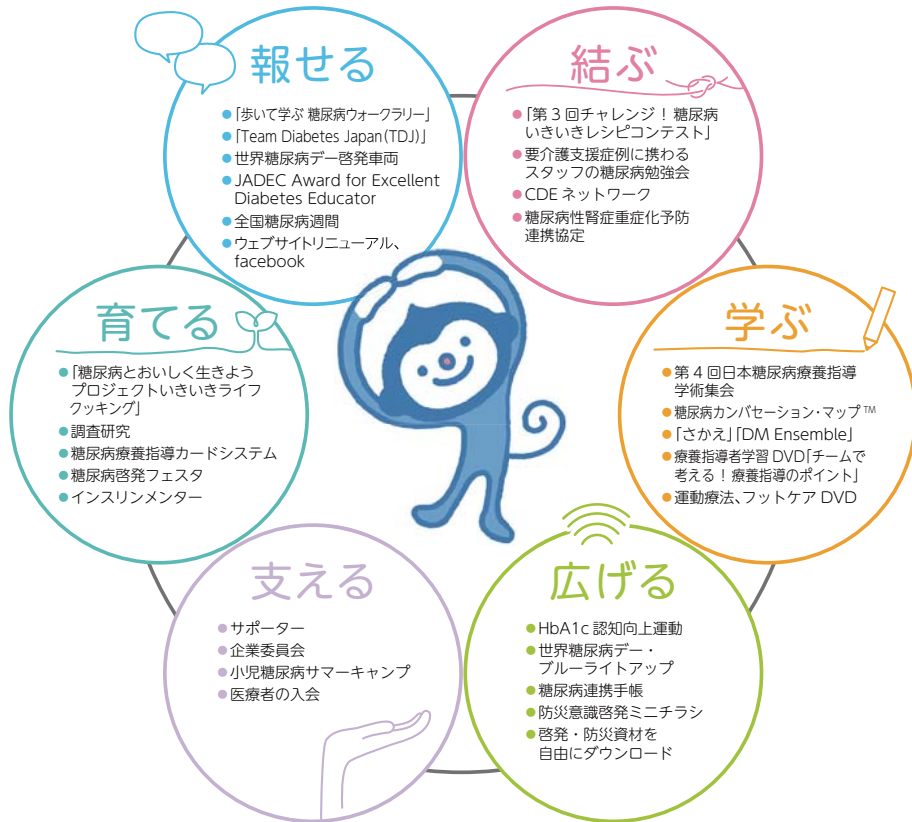 報せる
●「歩いて学ぶ 糖尿病ウォークラリー」
●「Team Diabetes Japan(TDJ)」
●世界糖尿病デー啓発車両
●JADEC Award for Excellent
Diabetes Educator
●全国糖尿病週間
●ウェブサイトリニューアル、
facebook
結ぶ
●「第3回チャレンジ!糖尿病
いきいきレシピコンテスト」
●要介護支援症例に携わる
スタッフの糖尿病勉強会
●CDE ネットワーク
●糖尿病性腎症重症化予防
連携協定
育てる
●「糖尿病とおいしく生きよう
プロジェクトいきいきライフ
クッキング」
●調査研究
●糖尿病療養指導カードシステム
●糖尿病啓発フェスタ
●インスリンメンター
学ぶ
●第4回日本糖尿病療養指導
学術集会
●糖尿病カンバセーション・マップ™
●「さかえ」「DM Ensemble」
●療養指導者学習 DVD「チームで
考える!療養指導のポイント」
●運動療法、フットケア DVD
支える
●サポーター
●企業委員会
●小児糖尿病サマーキャンプ
●医療者の入会
広げる
●HbA1c 認知向上運動
●世界糖尿病デー・
ブルーライトアップ
●糖尿病連携手帳
●防災意識啓発ミニチラシ
●啓発・防災資材を
自由にダウンロード